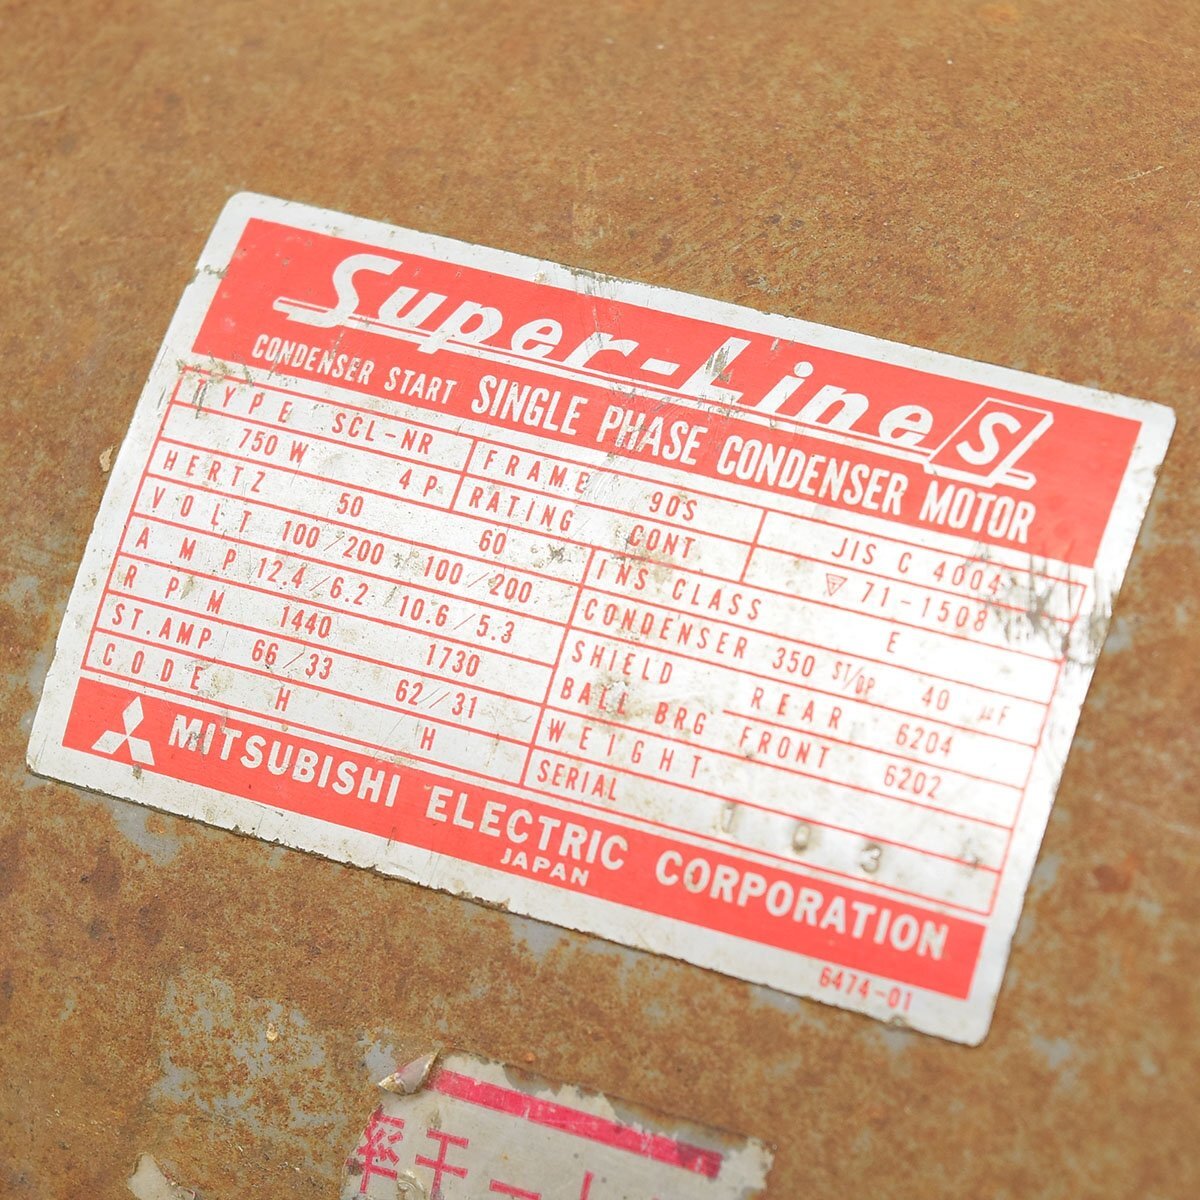 Super-Line S
CONDENSER START SINGLE PHASE CONDENSER MOTOR
TYPE SCL-NR FRAME 90S JIS C 4004
750 W 4 P RATING CONT ▽ 71-1508
HERTZ 50 60 INS CLASS E
VOLT 100/200 100/200 CONDENSER 350 ST/OP 40 μF
AMP 12.4/6.2 10.6/5.3 SHIELD REAR 6204
RPM 1440 1730 BALL BRG FRONT 6202
ST.AMP 66/33 62/31 WEIGHT
CODE H H SERIAL
MITSUBISHI ELECTRIC CORPORATION
JAPAN
6474-01